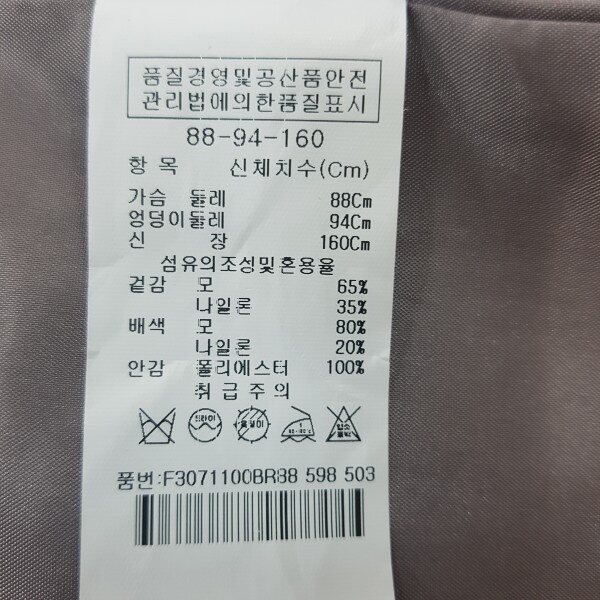 품질경영및공산품안전
관리법에의한품질표시
88-94-160
항 목 신체치수(Cm)
가슴 둘레 88Cm
엉덩이둘레 94Cm
신 장 160Cm
섬유의조성및혼용율
겉감 모 65%
나일론 35%
배색 모 80%
나일론 20%
안감 폴리에스터 100%
취급주의
드라이
품번:F3071100BR88 598 503